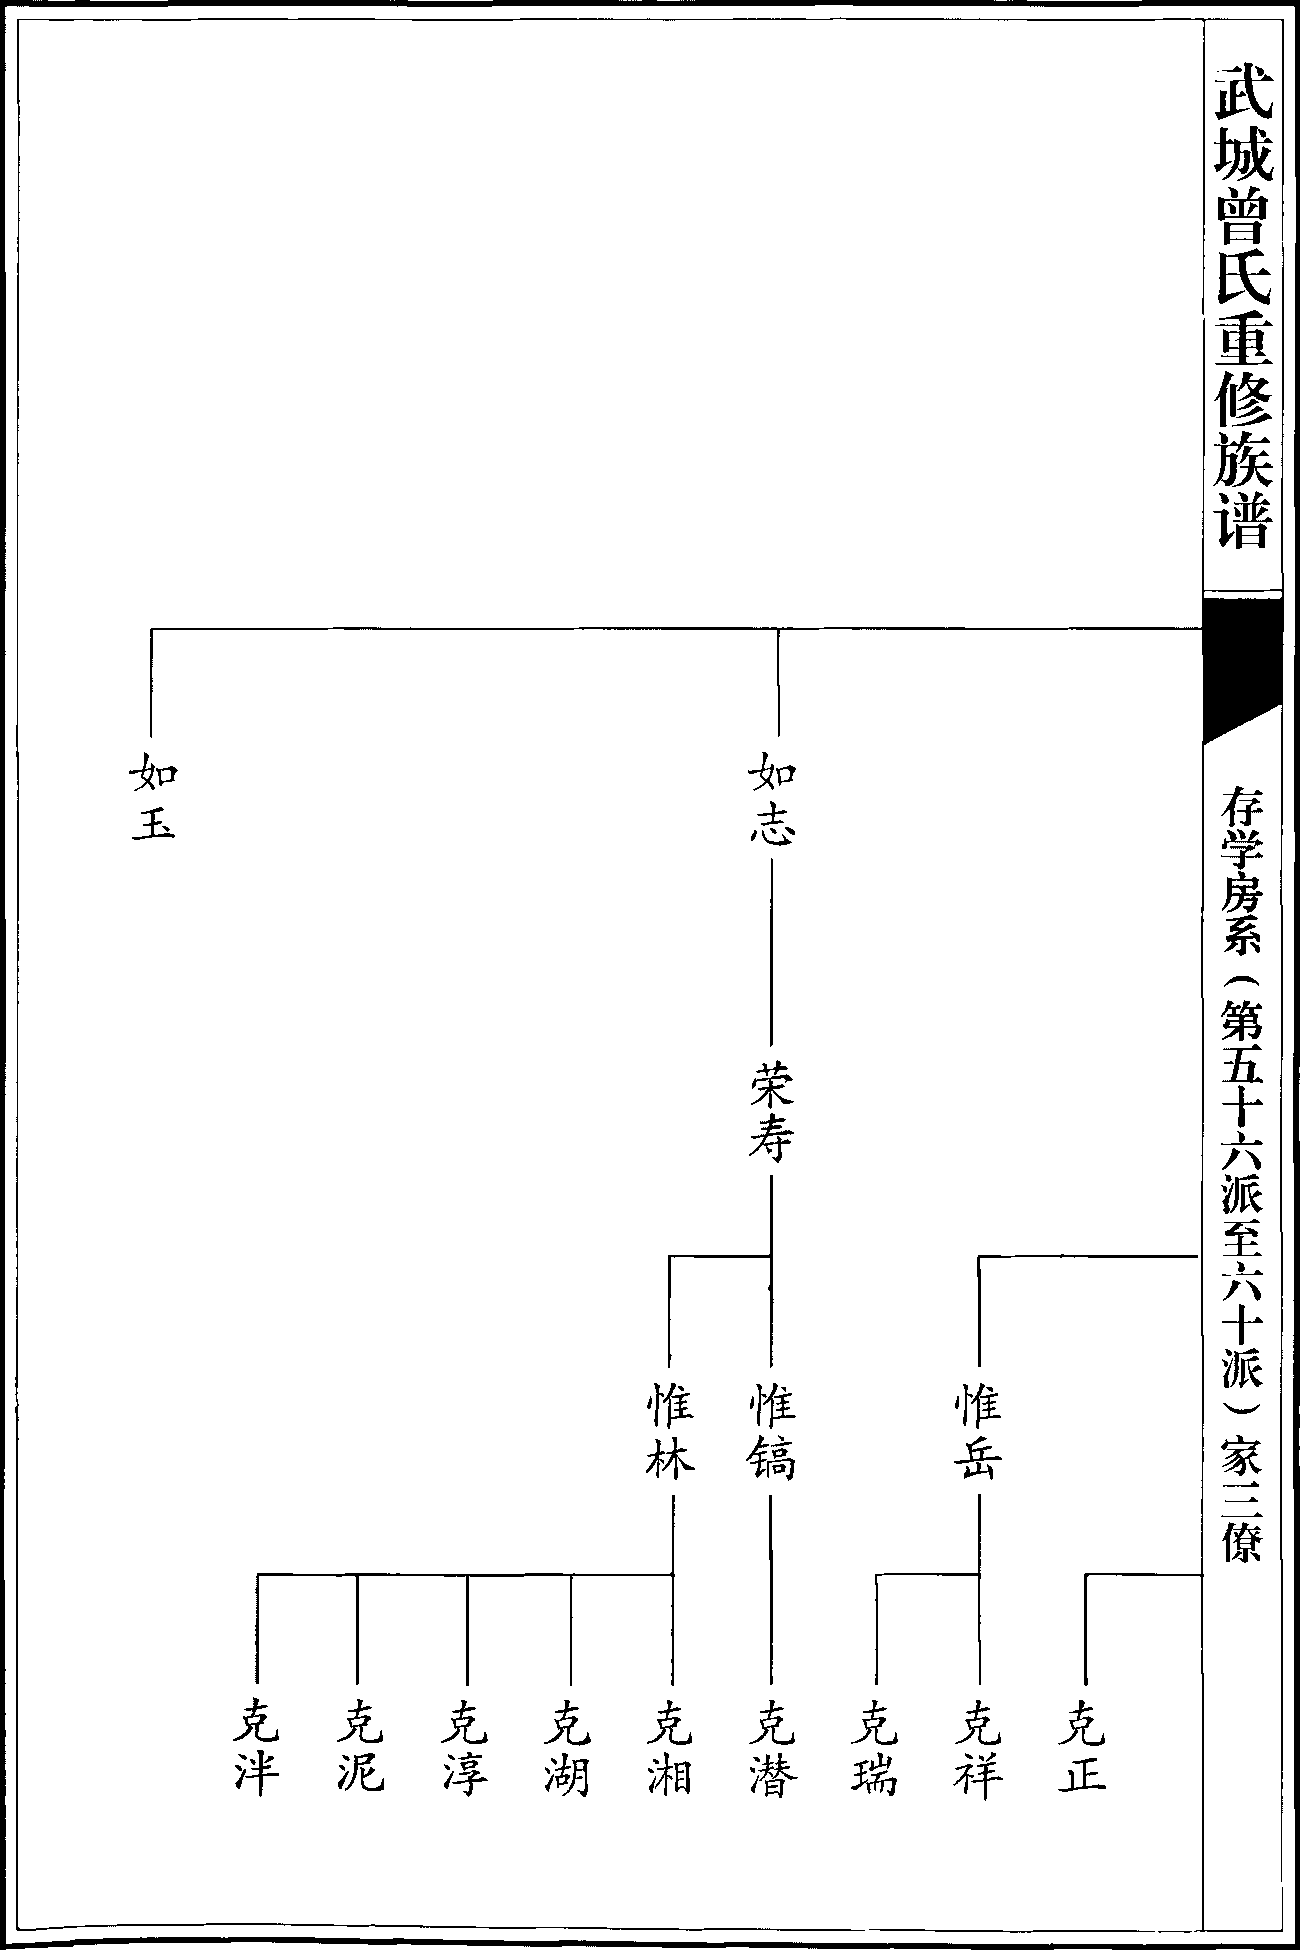 武城曾氏重修族谱
存学房系（第五十六派至六十派）家三僚
如志
如玉
荣寿
惟岳
惟镐
惟林
克正
克祥
克瑞
克潜
克湘
克湖
克淳
克泥
克泮